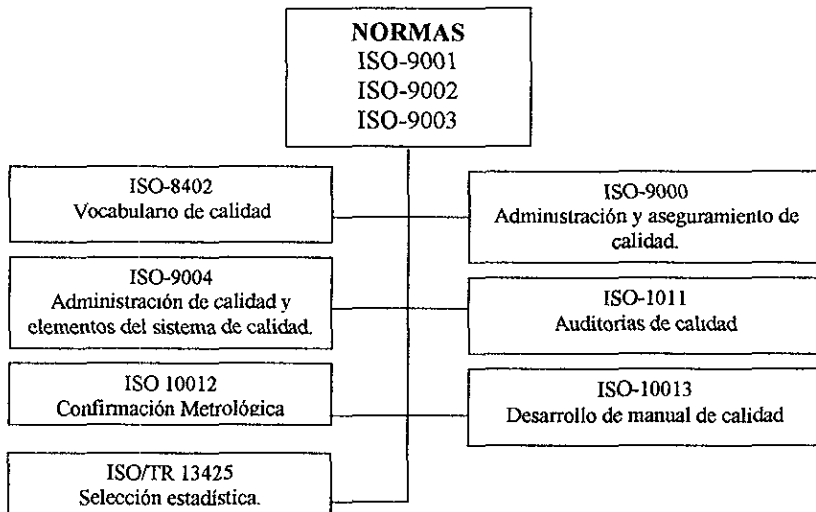 NORMAS
ISO-9001
ISO-9002
ISO-9003
ISO-8402
Vocabulario de calidad
ISO-9000
Administración y aseguramiento de
calidad.
ISO-9004
Administración de calidad y
elementos del sistema de calidad.
ISO-1011
Auditorias de calidad
ISO 10012
Confirmación Metrológica
ISO-10013
Desarrollo de manual de calidad
ISO/TR 13425
Selección estadística.